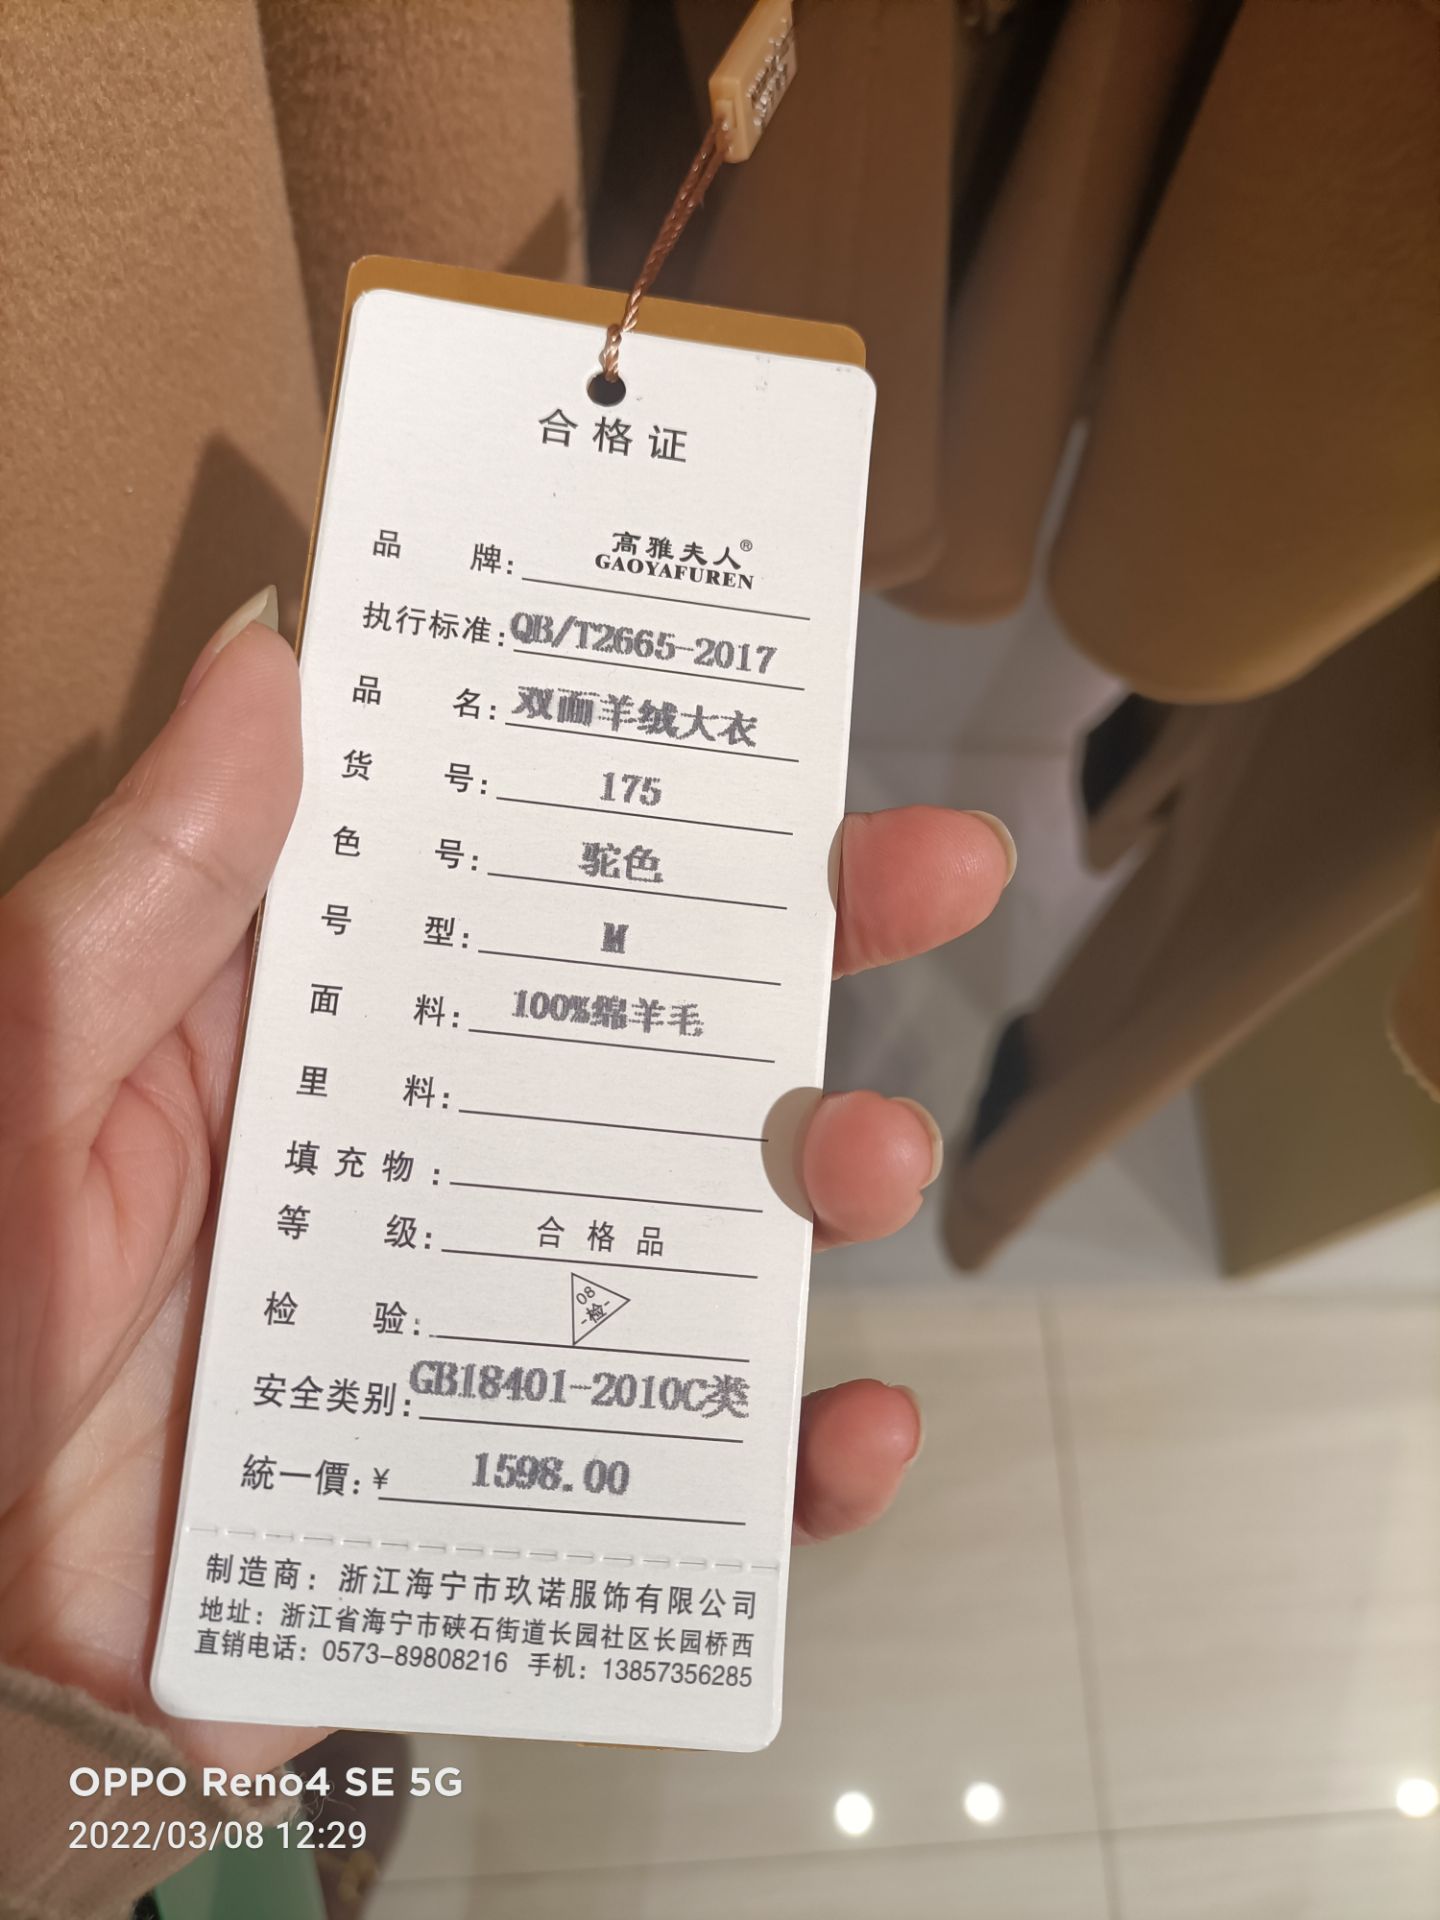 合格证
品牌: 高雅夫人®
GAOYAFUREN
执行标准: QB/T2665-2017
品名: 双面羊绒大衣
货号: 175
色号: 驼色
号型: M
面料: 100%绵羊毛
里料:
填充物:
等级: 合格品
检验: 08 -检-
安全类别: GB18401-2010C类
統一價: ¥ 1598.00
制造商: 浙江海宁市玖诺服饰有限公司
地址: 浙江省海宁市硖石街道长园社区长园桥西
直销电话: 0573-89808216 手机: 13857356285
OPPO Reno4 SE 5G
2022/03/08 12:29